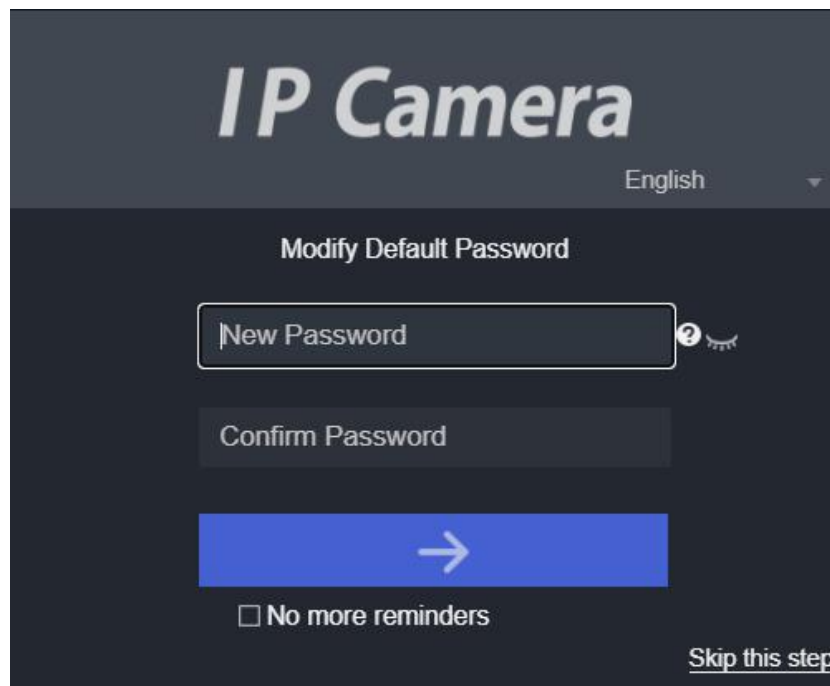 IP Camera
English
Modify Default Password
New Password
?
Confirm Password
No more reminders
Skip this step